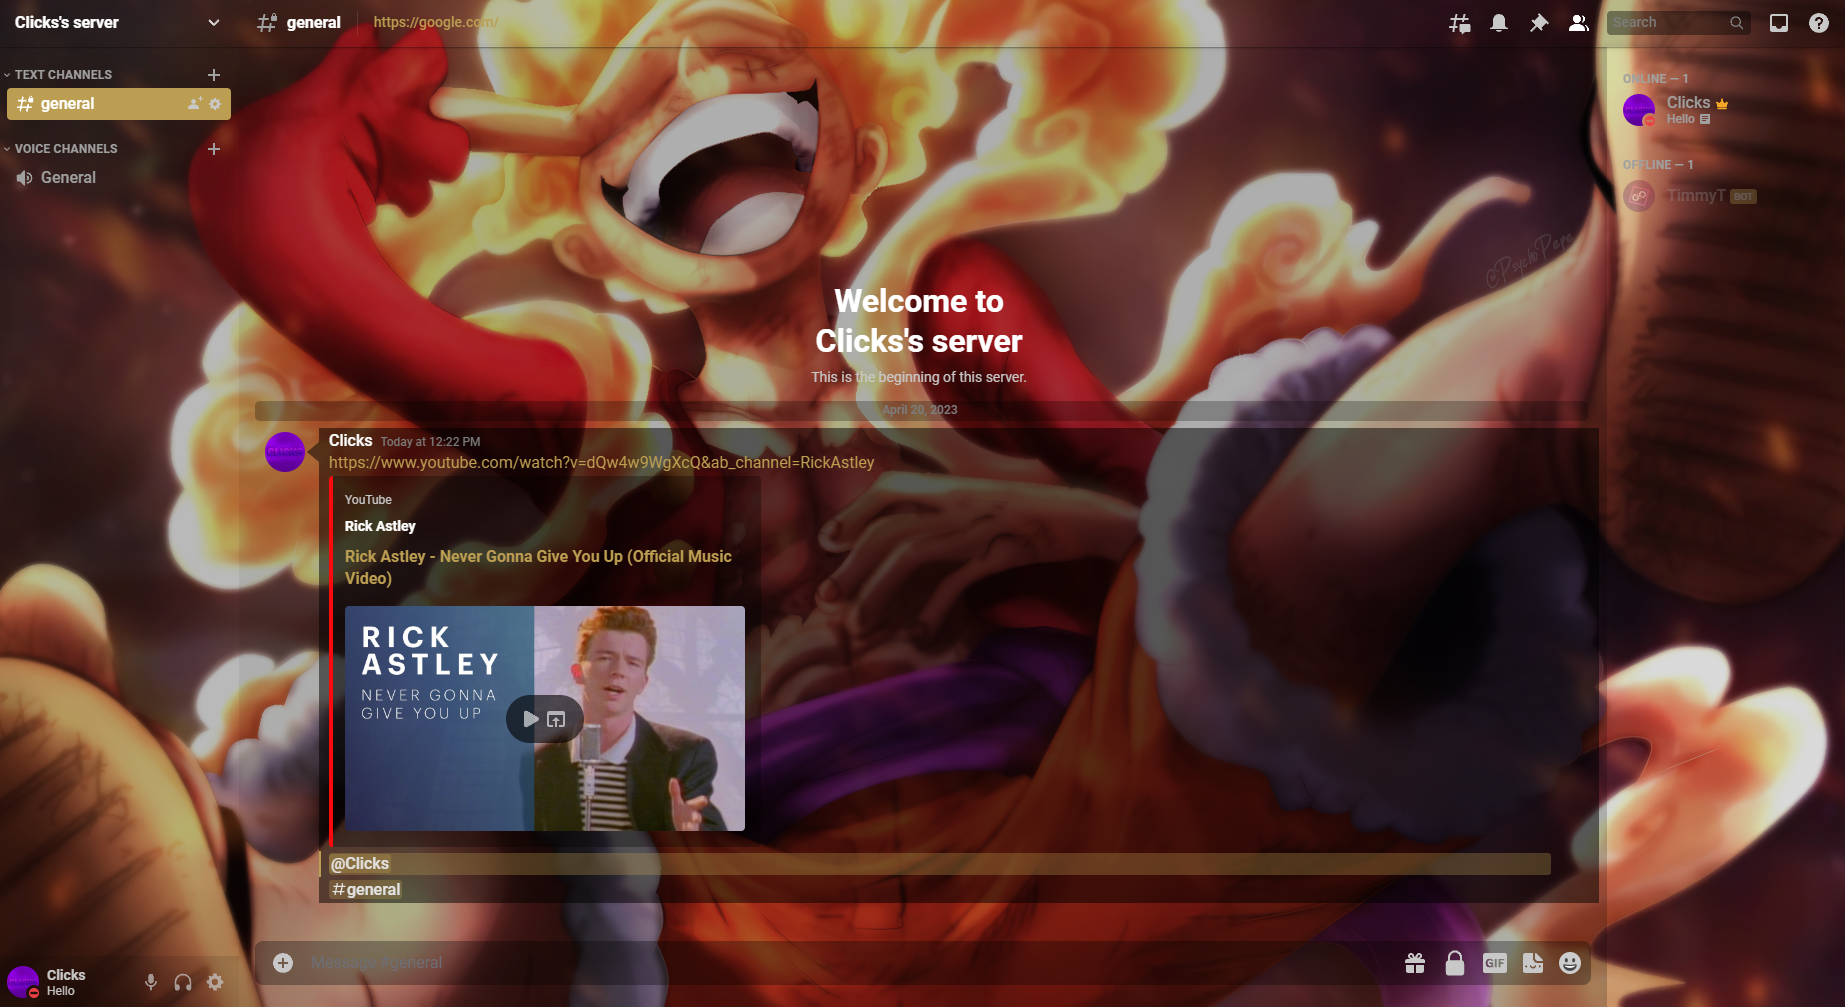 Clicks's server
general
https://google.com/
Search
TEXT CHANNELS
general
VOICE CHANNELS
General
ONLINE — 1
Clicks
Hello
OFFLINE — 1
TimmyT BOT
@PsychoPepe
Welcome to
Clicks's server
This is the beginning of this server.
April 20, 2023
Clicks Today at 12:22 PM
https://www.youtube.com/watch?v=dQw4w9WgXcQ&ab_channel=RickAstley
YouTube
Rick Astley
Rick Astley - Never Gonna Give You Up (Official Music
Video)
RICK
ASTLEY
NEVER GONNA
GIVE YOU UP
@Clicks
#general
Message #general
GIF
Clicks
Hello